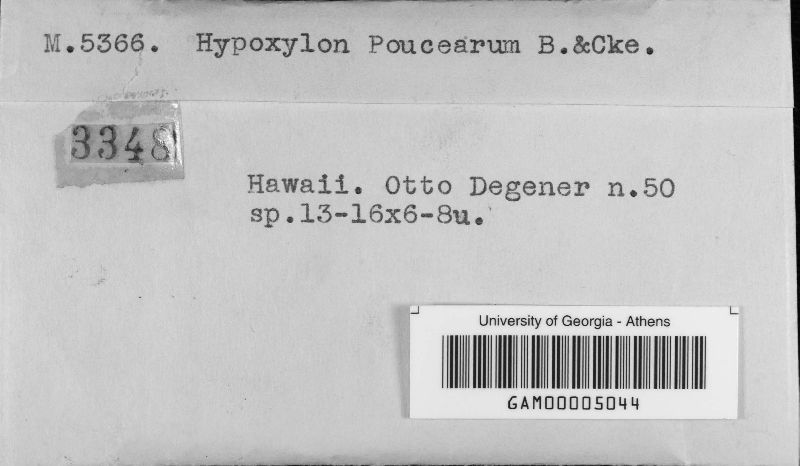 M.5366. Hypoxylon Poucearum B.&Cke.
3348
Hawaii. Otto Degener n.50
sp.13-16x6-8u.
University of Georgia - Athens
GAM00005044